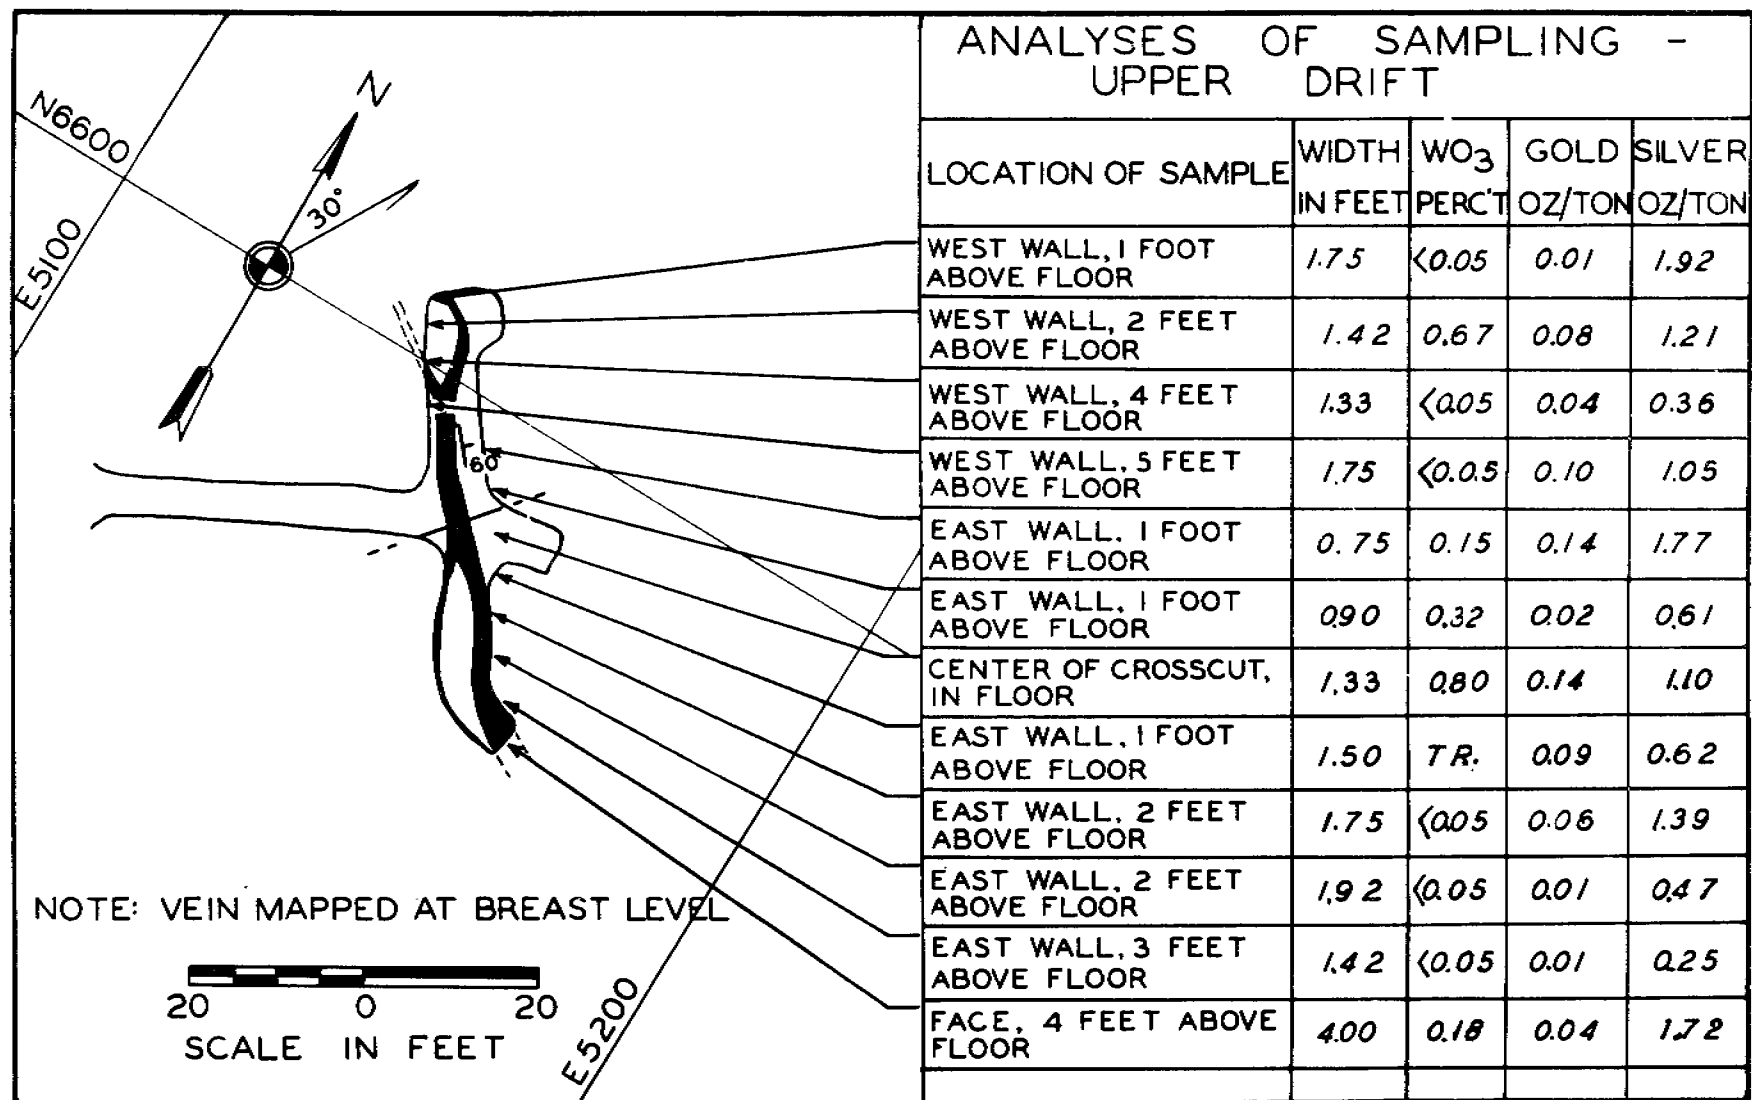 N
N6600
30°
E5100
60
NOTE: VEIN MAPPED AT BREAST LEVEL
20 0 20
SCALE IN FEET
E5200
ANALYSES OF SAMPLING -
UPPER DRIFT
LOCATION OF SAMPLE WIDTH IN FEET WO3 PERC'T GOLD OZ/TON SILVER OZ/TON
WEST WALL, 1 FOOT
ABOVE FLOOR 1.75 <0.05 0.01 1.92
WEST WALL, 2 FEET
ABOVE FLOOR 1.42 0.67 0.08 1.21
WEST WALL, 4 FEET
ABOVE FLOOR 1.33 <0.05 0.04 0.36
WEST WALL, 5 FEET
ABOVE FLOOR 1.75 <0.05 0.10 1.05
EAST WALL, 1 FOOT
ABOVE FLOOR 0.75 0.15 0.14 1.77
EAST WALL, 1 FOOT
ABOVE FLOOR 0.90 0.32 0.02 0.61
CENTER OF CROSSCUT,
IN FLOOR 1.33 0.80 0.14 1.10
EAST WALL, 1 FOOT
ABOVE FLOOR 1.50 TR. 0.09 0.62
EAST WALL, 2 FEET
ABOVE FLOOR 1.75 <0.05 0.06 1.39
EAST WALL, 2 FEET
ABOVE FLOOR 1.92 <0.05 0.01 0.47
EAST WALL, 3 FEET
ABOVE FLOOR 1.42 <0.05 0.01 0.25
FACE, 4 FEET ABOVE
FLOOR 4.00 0.18 0.04 1.72